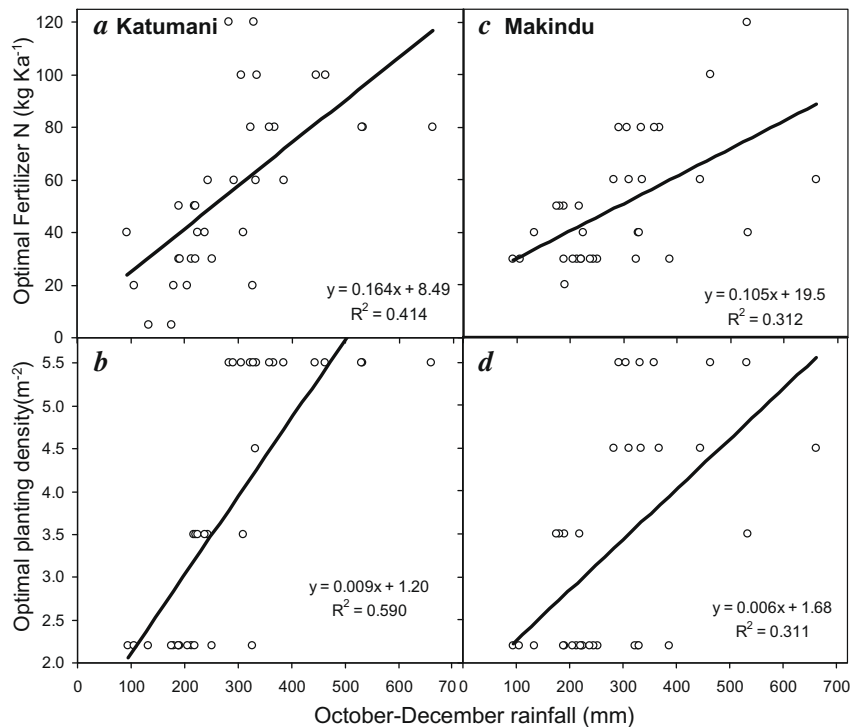 a Katumani
c Makindu
Optimal Fertilizer N (kg Ka-1)
120
100
80
60
40
20
0
y = 0.164x + 8.49
R2 = 0.414
y = 0.105x + 19.5
R2 = 0.312
b
d
Optimal planting density(m-2)
5.5
5.0
4.5
4.0
3.5
3.0
2.5
2.0
y = 0.009x + 1.20
R2 = 0.590
y = 0.006x + 1.68
R2 = 0.311
0 100 200 300 400 500 600 70 0 100 200 300 400 500 600 700
October-December rainfall (mm)